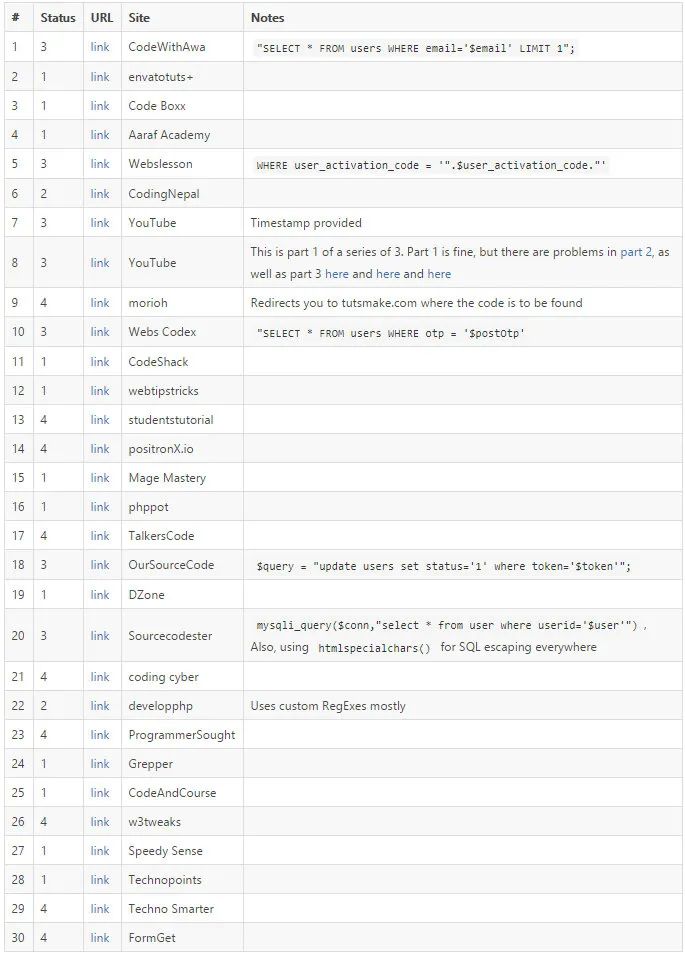 # Status URL Site Notes
1 3 link CodeWithAwa "SELECT * FROM users WHERE email='$email' LIMIT 1";
2 1 link envatotuts+
3 1 link Code Boxx
4 1 link Aaraf Academy
5 3 link Webslesson WHERE user_activation_code = '".$user_activation_code."'
6 2 link CodingNepal
7 3 link YouTube Timestamp provided
8 3 link YouTube This is part 1 of a series of 3. Part 1 is fine, but there are problems in part 2, as
well as part 3 here and here and here
9 4 link morioh Redirects you to tutsmake.com where the code is to be found
10 3 link Webs Codex "SELECT * FROM users WHERE otp = '$postOtp'
11 1 link CodeShack
12 1 link webtipstricks
13 4 link studentstutorial
14 4 link positronX.io
15 1 link Mage Mastery
16 1 link phppot
17 4 link TalkersCode
18 3 link OurSourceCode $query = "update users set status='1' where token='$token'";
19 1 link DZone
20 3 link Sourcecodester mysqli_query($conn,"select * from user where userid='$user'") ,
Also, using htmlspecialchars() for SQL escaping everywhere
21 4 link coding cyber
22 2 link developphp Uses custom RegExes mostly
23 4 link ProgrammerSought
24 1 link Grepper
25 1 link CodeAndCourse
26 4 link w3tweaks
27 1 link Speedy Sense
28 1 link Technopoints
29 4 link Techno Smarter
30 4 link FormGet